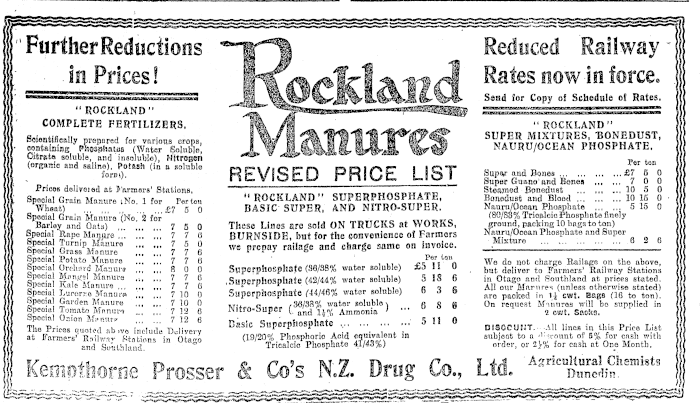 Further Reductions
in Prices!
"ROCKLAND"
COMPLETE FERTILIZERS.
Scientifically prepared for various crops,
containing Phosphates (Water Soluble,
Citrate soluble, and insoluble), Nitrogen
(organic and saline), Potash (in a soluble
form).
Prices delivered at Farmers' Stations.
Special Grain Manure (No. 1 for Per ton
Wheat) ... ... ... £7 5 0
Special Grain Manure (No. 2 for
Barley and Oats) ... ... 7 5 0
Special Rape Manure ... ... 7 7 6
Special Turnip Manure ... ... 7 5 0
Special Grass Manure ... ... 7 7 6
Special Potato Manure ... ... 7 7 6
Special Orchard Manure ... ... 8 0 0
Special Mangel Manure ... ... 7 7 6
Special Kale Manure ... ... 7 7 6
Special Lucerne Manure ... ... 7 10 0
Special Garden Manure ... ... 7 10 0
Special Tomato Manure ... ... 7 12 6
Special Onion Manure ... ... 7 12 6
The Prices quoted above include Delivery
at Farmers' Railway Stations in Otago
and Southland.
Rockland
Manures
REVISED PRICE LIST
"ROCKLAND" SUPERPHOSPHATE,
BASIC SUPER, AND NITRO-SUPER.
These Lines are sold ON TRUCKS at WORKS,
BURNSIDE, but for the convenience of Farmers
we prepay railage and charge same on invoice.
Per ton
Superphosphate (36/38% water soluble) £5 11 0
Superphosphate (42/44% water soluble) 5 18 6
Superphosphate (44/46% water soluble) 6 3 6
Nitro-Super (36/38% water soluble and 1½% Ammonia) ... 6 8 6
Basic Superphosphate ... ... ... ... 5 11 0
(19/20% Phosphoric Acid equivalent in
Tricalcic Phosphate 41/43%)
Reduced Railway
Rates now in force.
Send for Copy of Schedule of Rates.
"ROCKLAND"
SUPER MIXTURES, BONEDUST,
NAURU/OCEAN PHOSPHATE.
Per ton
Super and Bones ... ... ... £7 5 0
Super Guano and Bones ... 7 0 0
Steamed Bonedust ... ... 10 5 0
Bonedust and Blood ... ... 10 15 0
Nauru/Ocean Phosphate ... 5 15 0
(80/83% Tricalcic Phosphate finely
ground, packing 10 bags to ton)
Nauru/Ocean Phosphate and Super
Mixture ... ... ... ... 6 2 6
We do not charge Railage on the above,
but deliver to Farmers' Railway Stations
in Otago and Southland at prices stated.
All our Manures (unless otherwise stated)
are packed in 1¼ cwt. Bags (16 to ton).
On request Manures will be supplied in
2 cwt. Sacks.
DISCOUNT. All lines in this Price List
subject to a discount of 5% for cash with
order, or 2½% for cash at One Month.
Kempthorne Prosser & Co's N.Z. Drug Co., Ltd.
Agricultural Chemists
Dunedin.